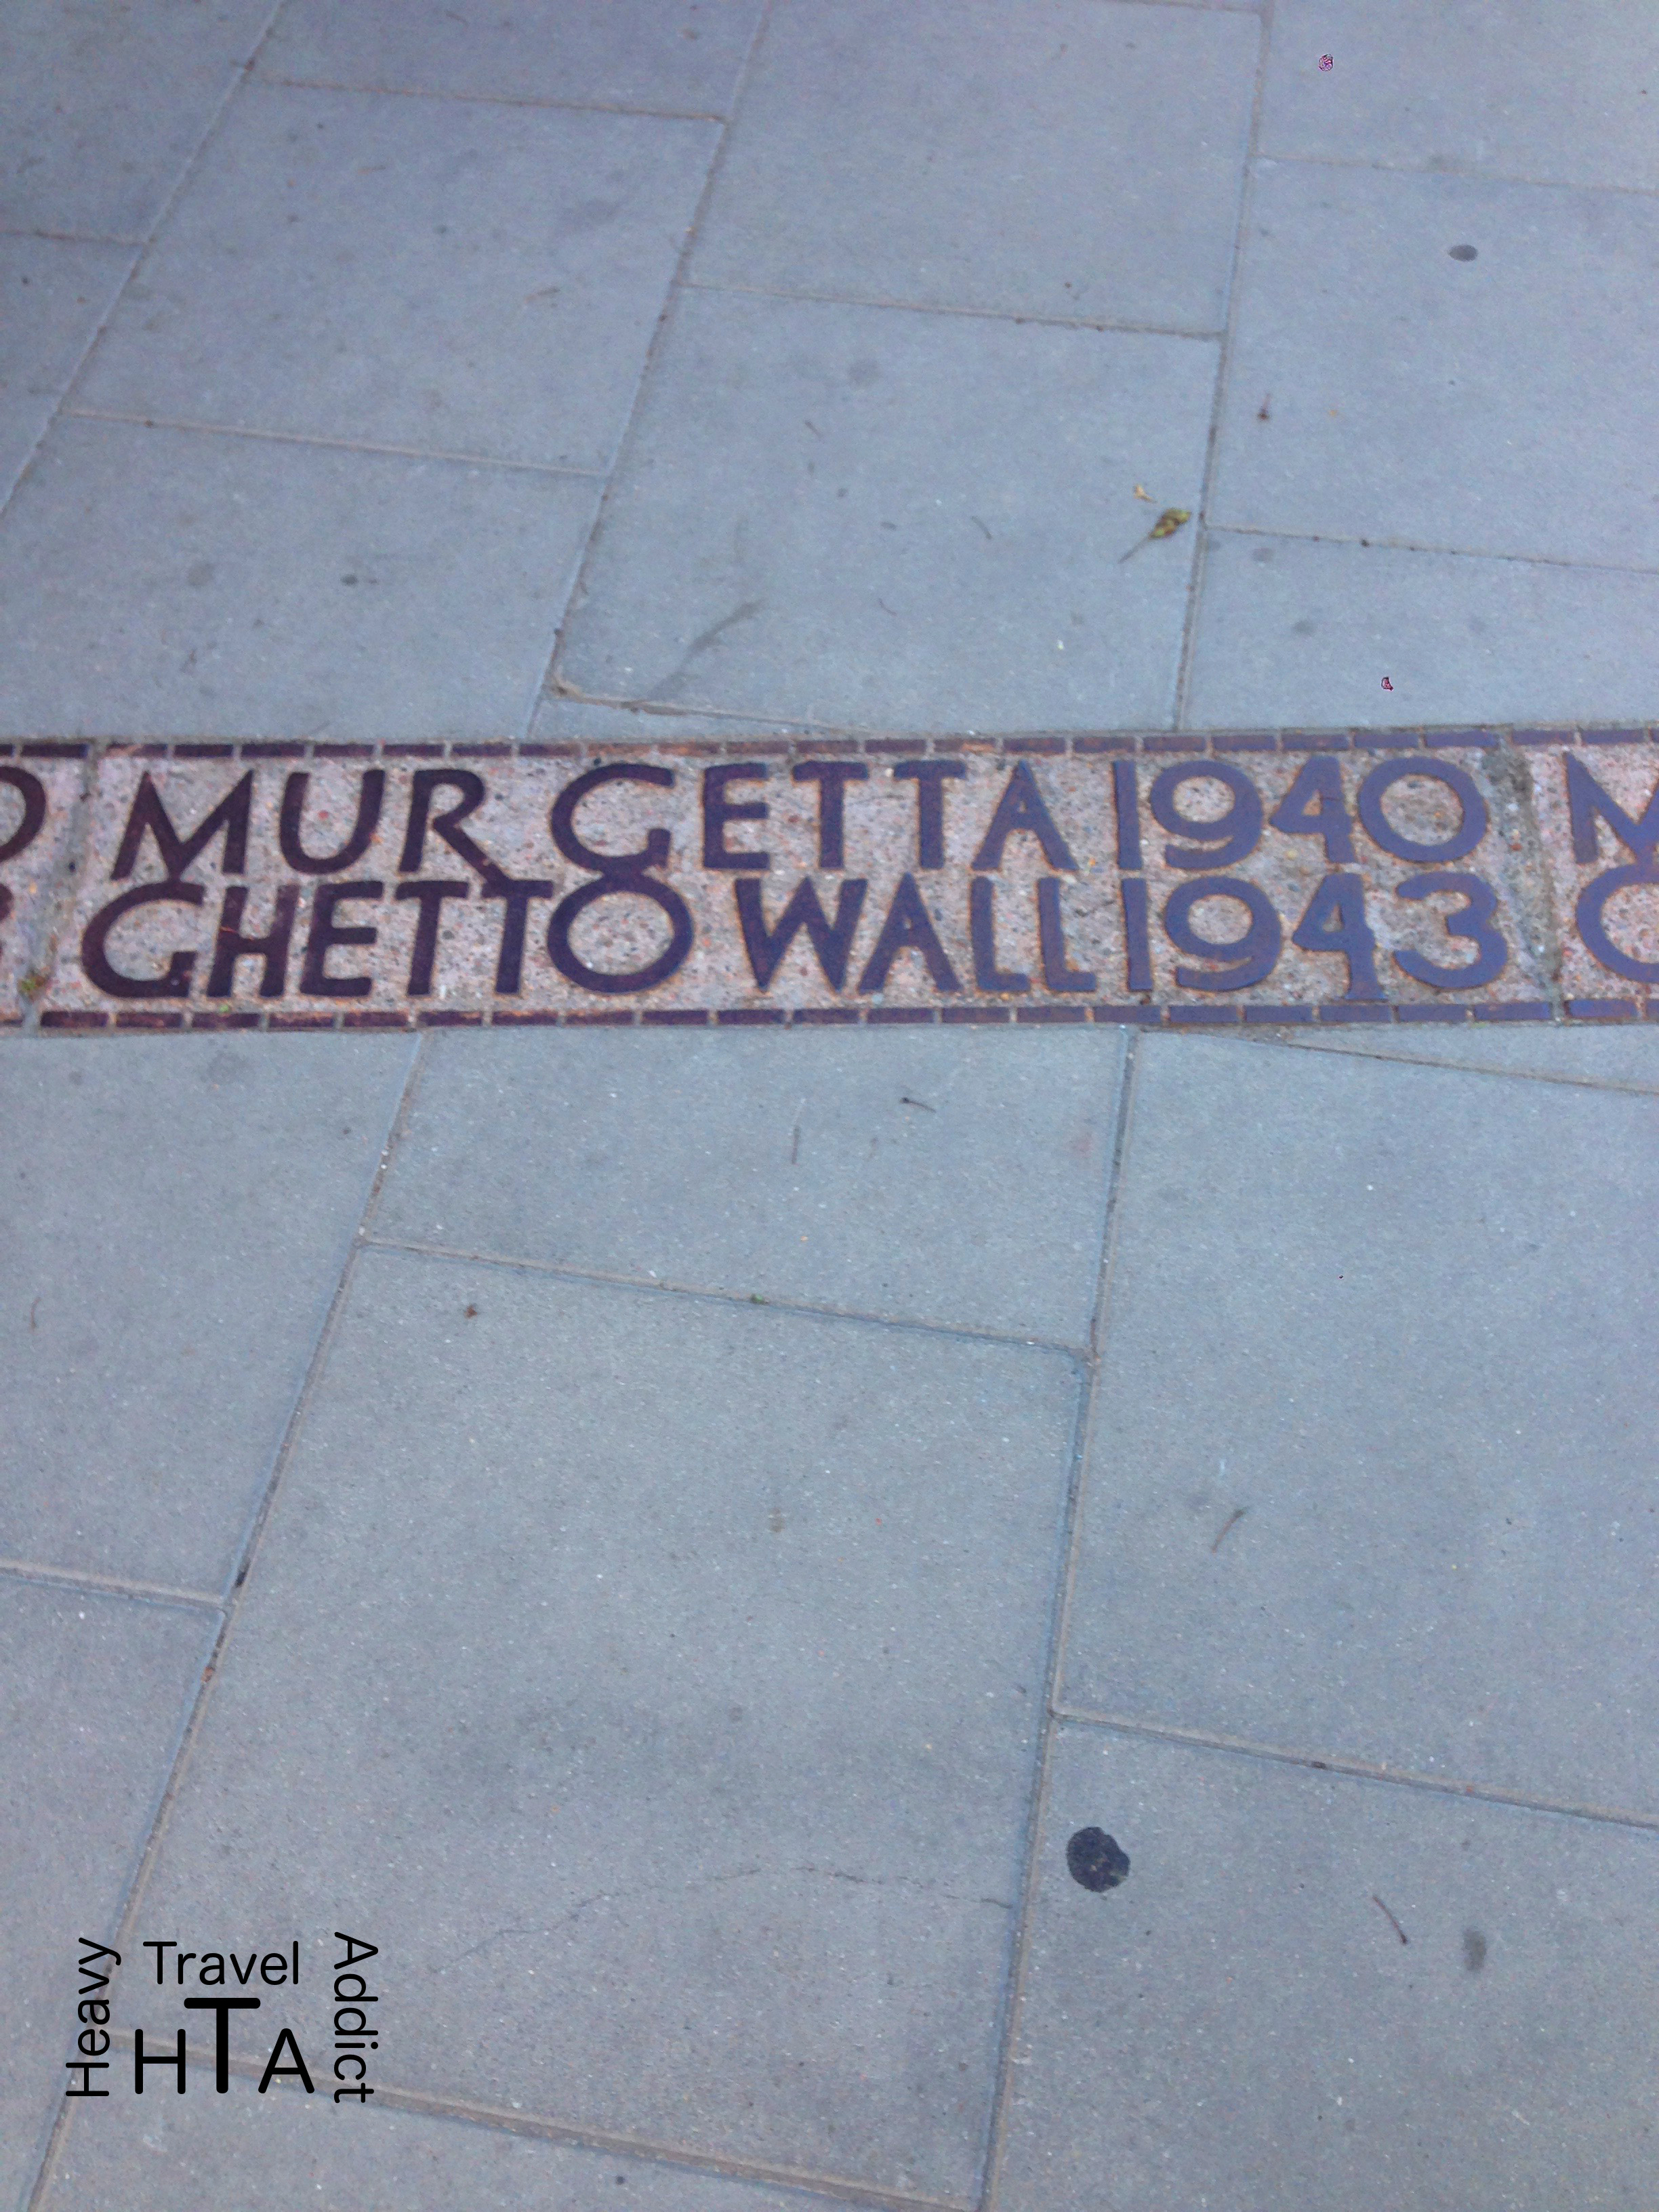 MUR GETTA 1940
GHETTO WALL 1943
Heavy
Travel
Addict
HTA